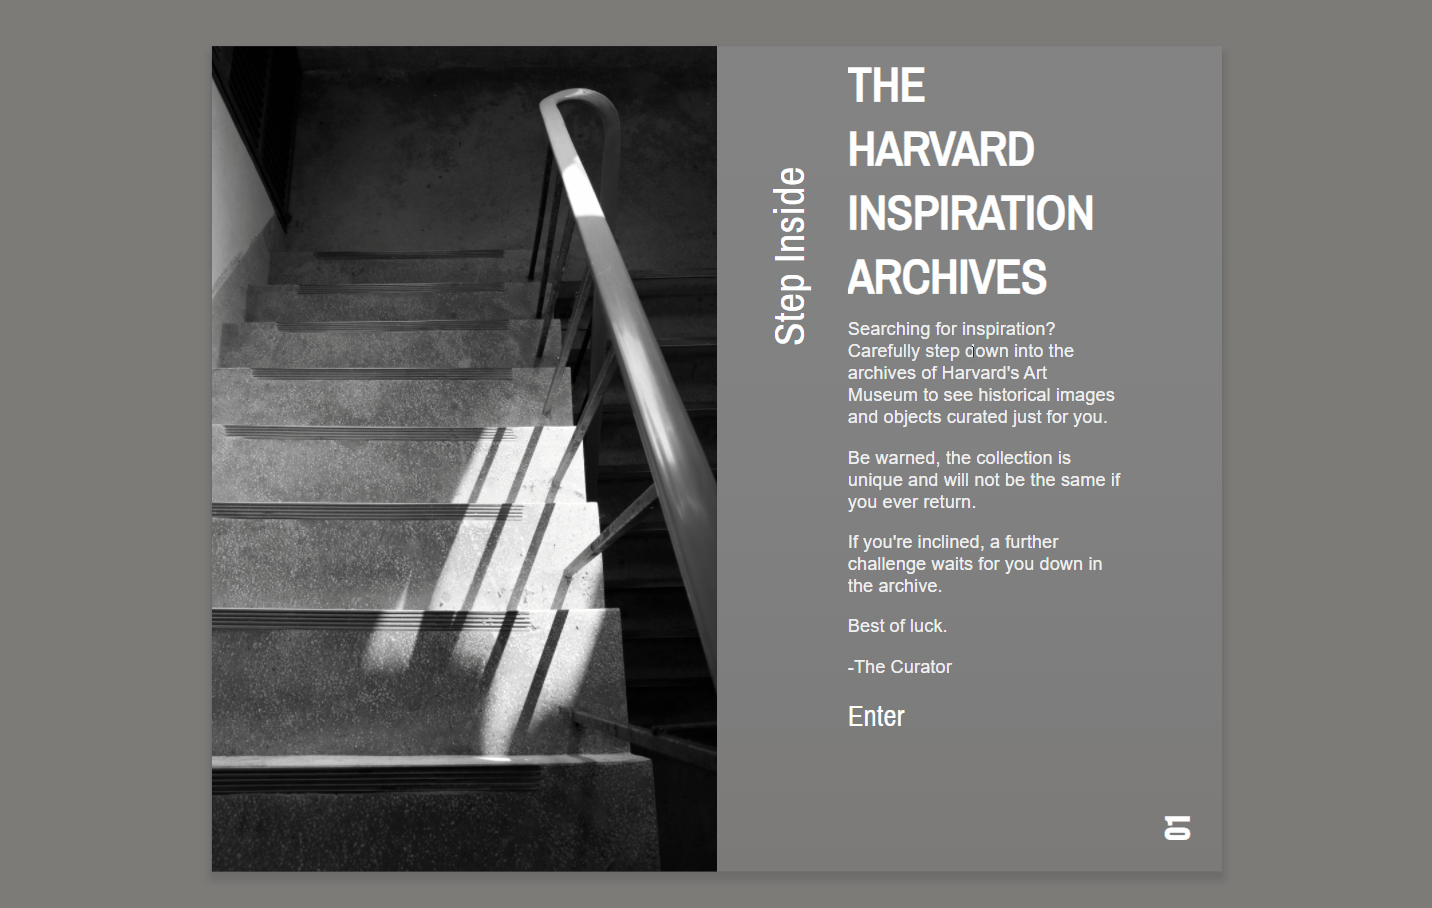 Step Inside
THE
HARVARD
INSPIRATION
ARCHIVES
Searching for inspiration?
Carefully step down into the
archives of Harvard's Art
Museum to see historical images
and objects curated just for you.
Be warned, the collection is
unique and will not be the same if
you ever return.
If you're inclined, a further
challenge waits for you down in
the archive.
Best of luck.
-The Curator
Enter
01